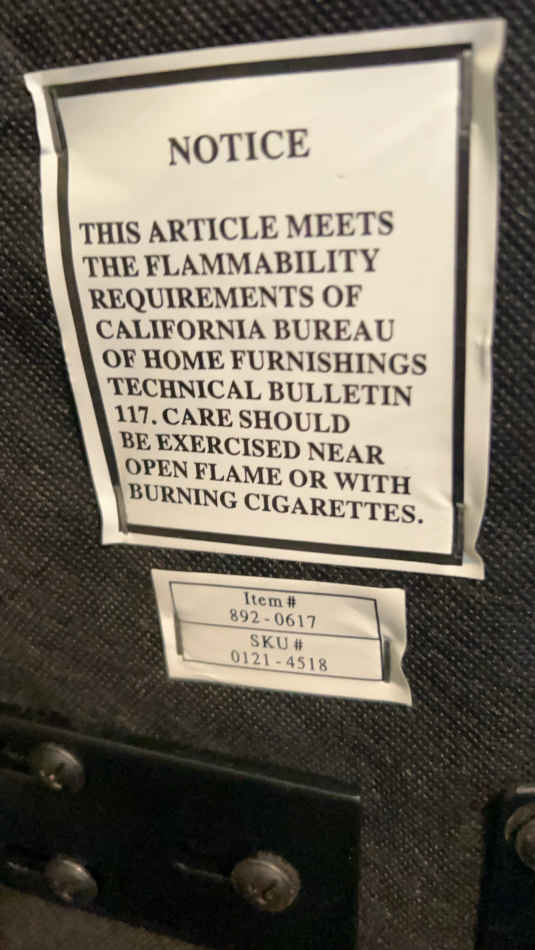 NOTICE
THIS ARTICLE MEETS
THE FLAMMABILITY
REQUIREMENTS OF
CALIFORNIA BUREAU
OF HOME FURNISHINGS
TECHNICAL BULLETIN
117. CARE SHOULD
BE EXERCISED NEAR
OPEN FLAME OR WITH
BURNING CIGARETTES.
Item #
892-0617
SKU #
0121-4518